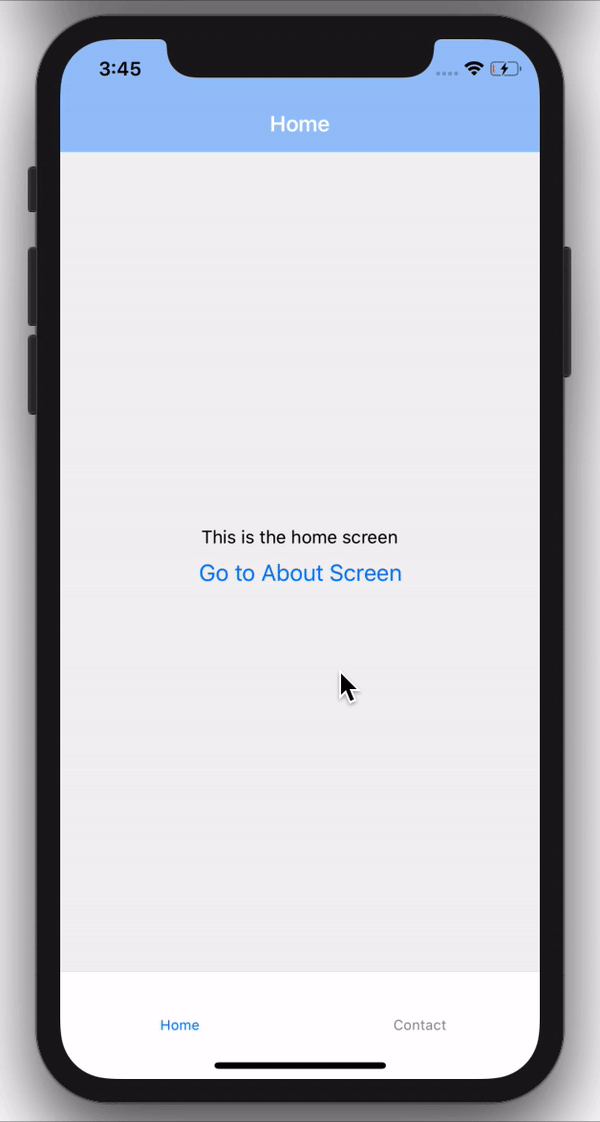 3:45
Home
This is the home screen
Go to About Screen
Home
Contact